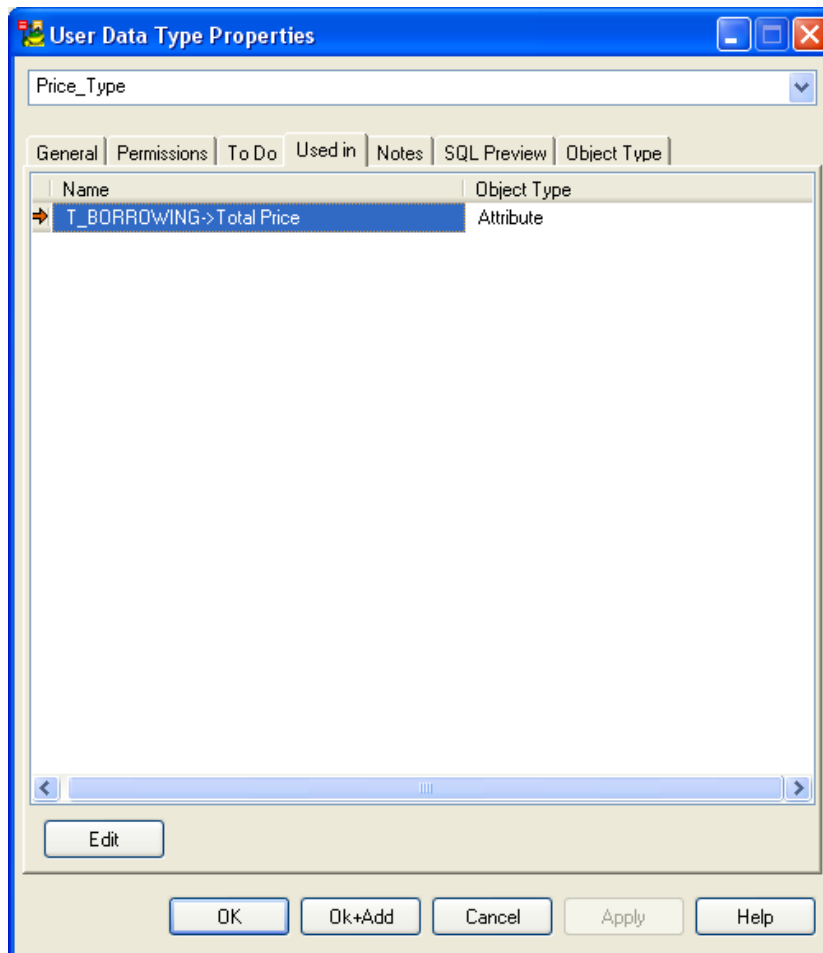 User Data Type Properties
Price_Type
General Permissions To Do Used in Notes SQL Preview Object Type
Name Object Type
T_BORROWING->Total Price Attribute
Edit
OK Ok+Add Cancel Apply Help